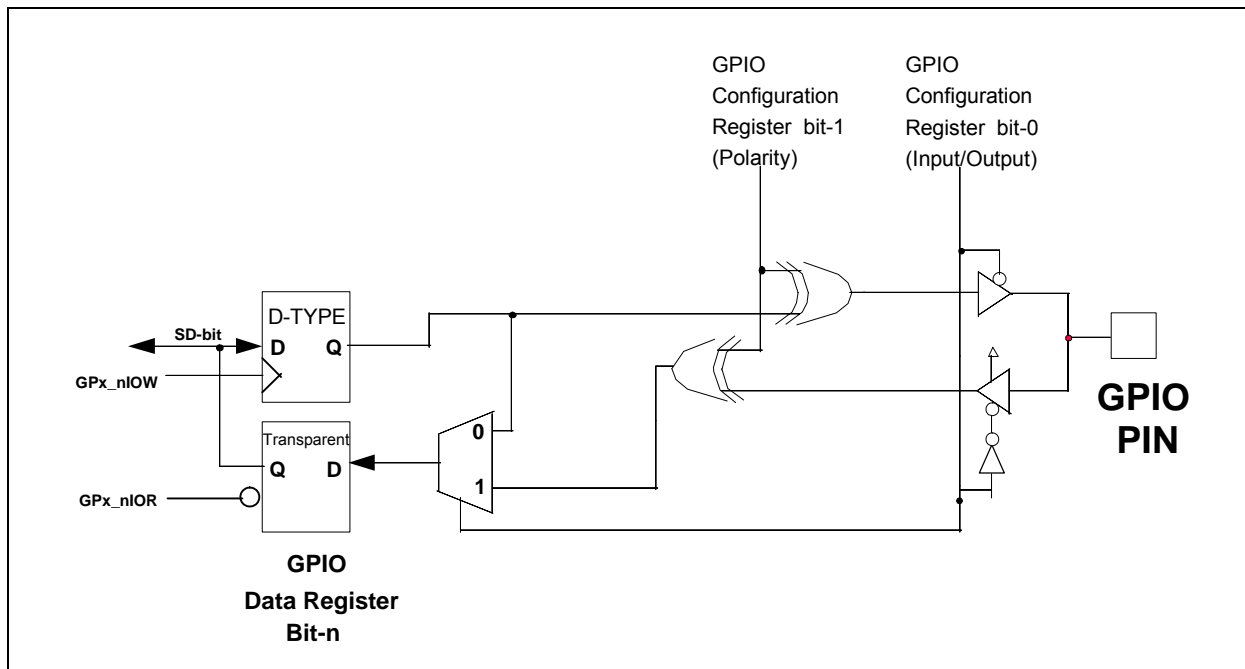 GPIO
Configuration
Register bit-1
(Polarity)
GPIO
Configuration
Register bit-0
(Input/Output)
D-TYPE
SD-bit
D Q
GPx_nIOW
Transparent
Q D
GPx_nIOR
0
1
GPIO
PIN
GPIO
Data Register
Bit-n